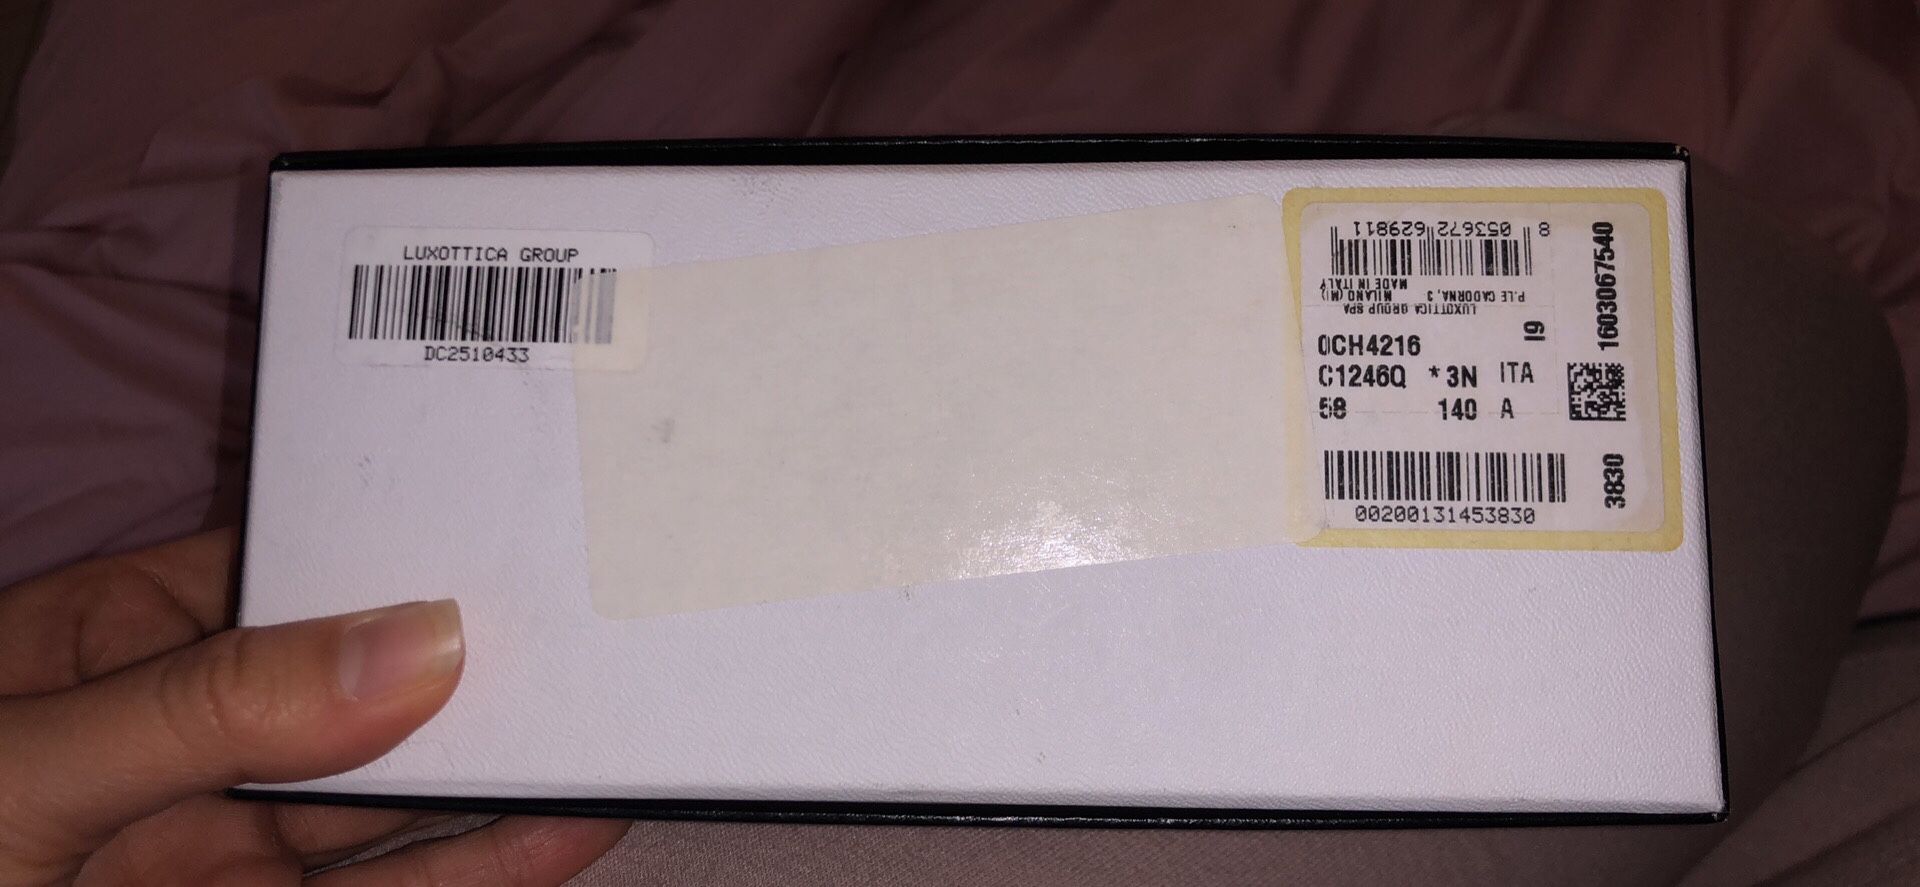 LUXOTTICA GROUP
DC2510433
8 053672 629811
MADE IN ITALY
P.LE CADORNA, 3 MILANO (MI)
LUXOTTICA GROUP SPA
0CH4216
C1246Q * 3N ITA
58 140 A
19
1603067540
3830
00200131453830